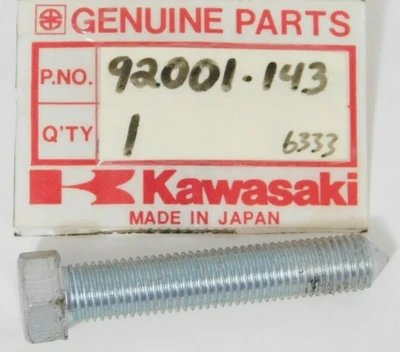 GENUINE PARTS
P.NO. 92001-143
Q'TY 1 6333
Kawasaki
MADE IN JAPAN